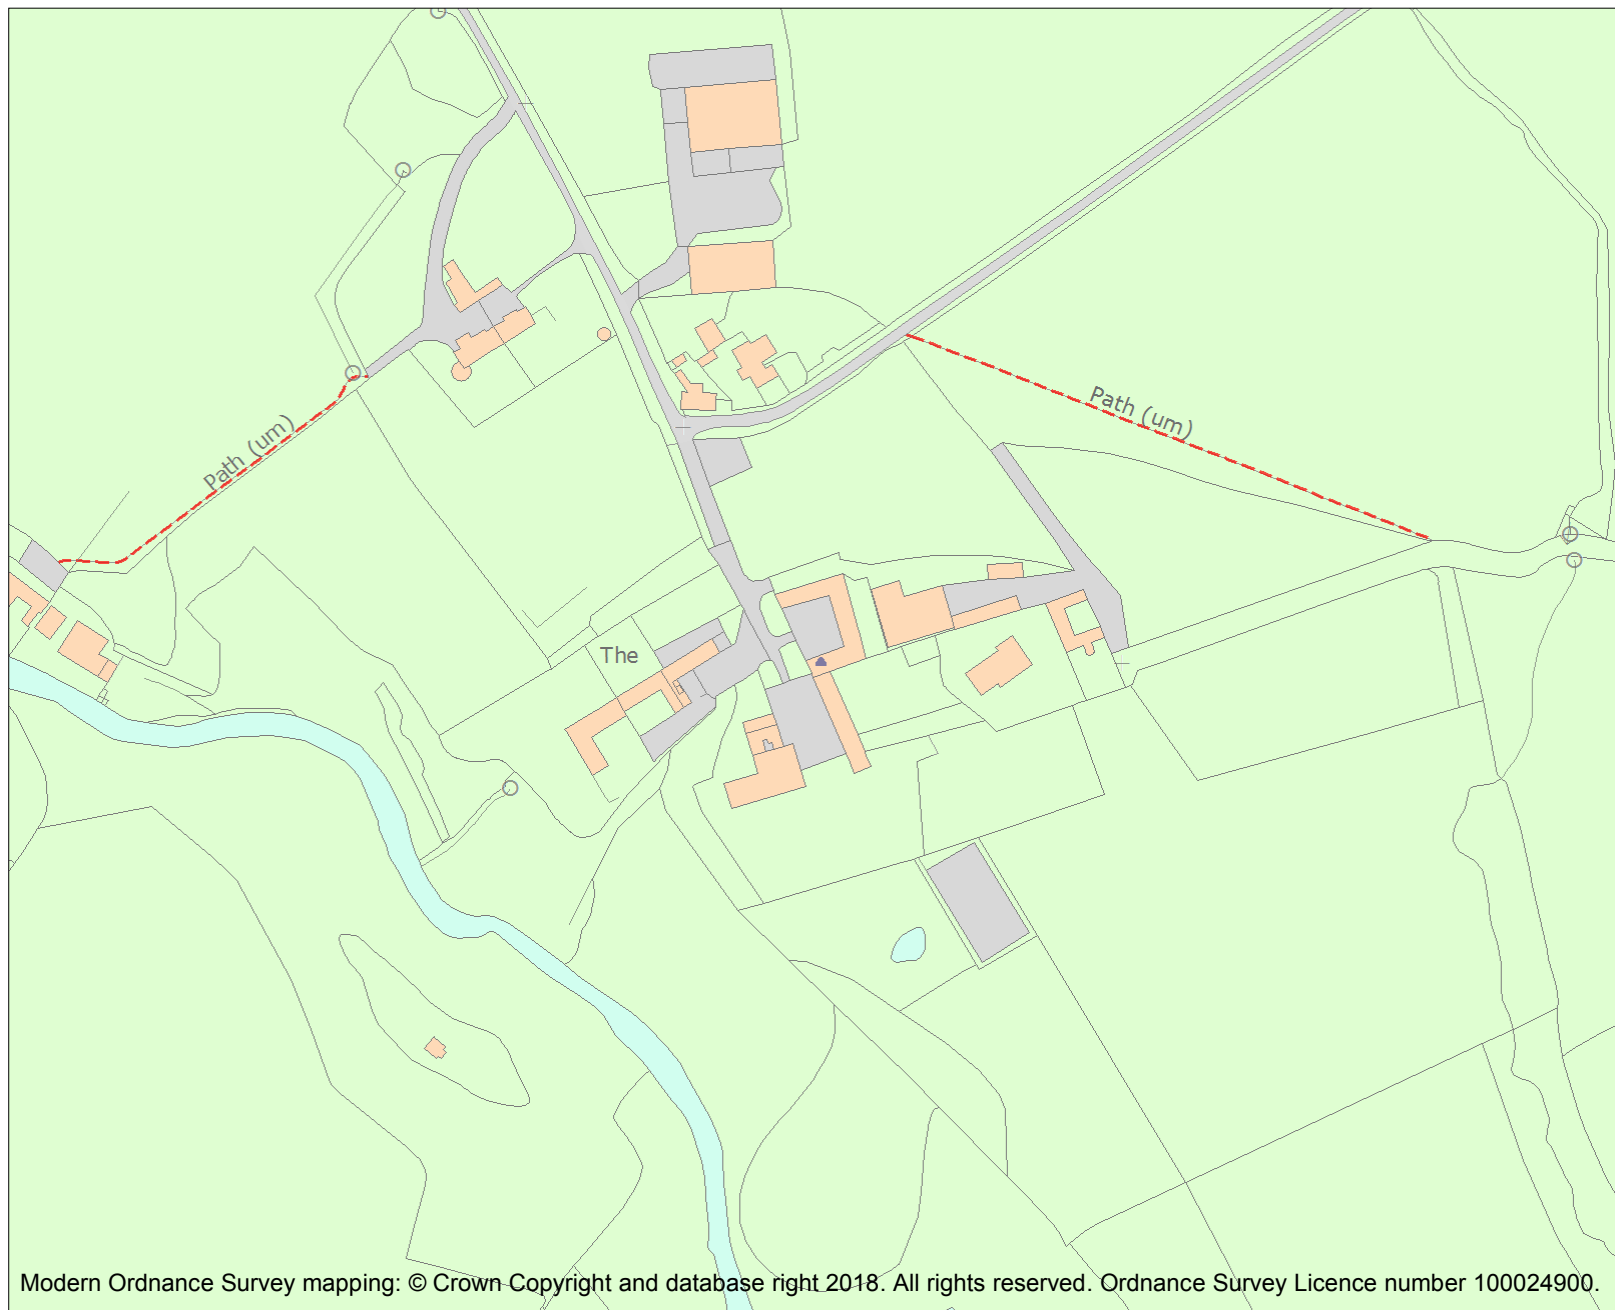 Path (um)
Path (um)
The
Modern Ordnance Survey mapping: © Crown Copyright and database right 2018. All rights reserved. Ordnance Survey Licence number 100024900.